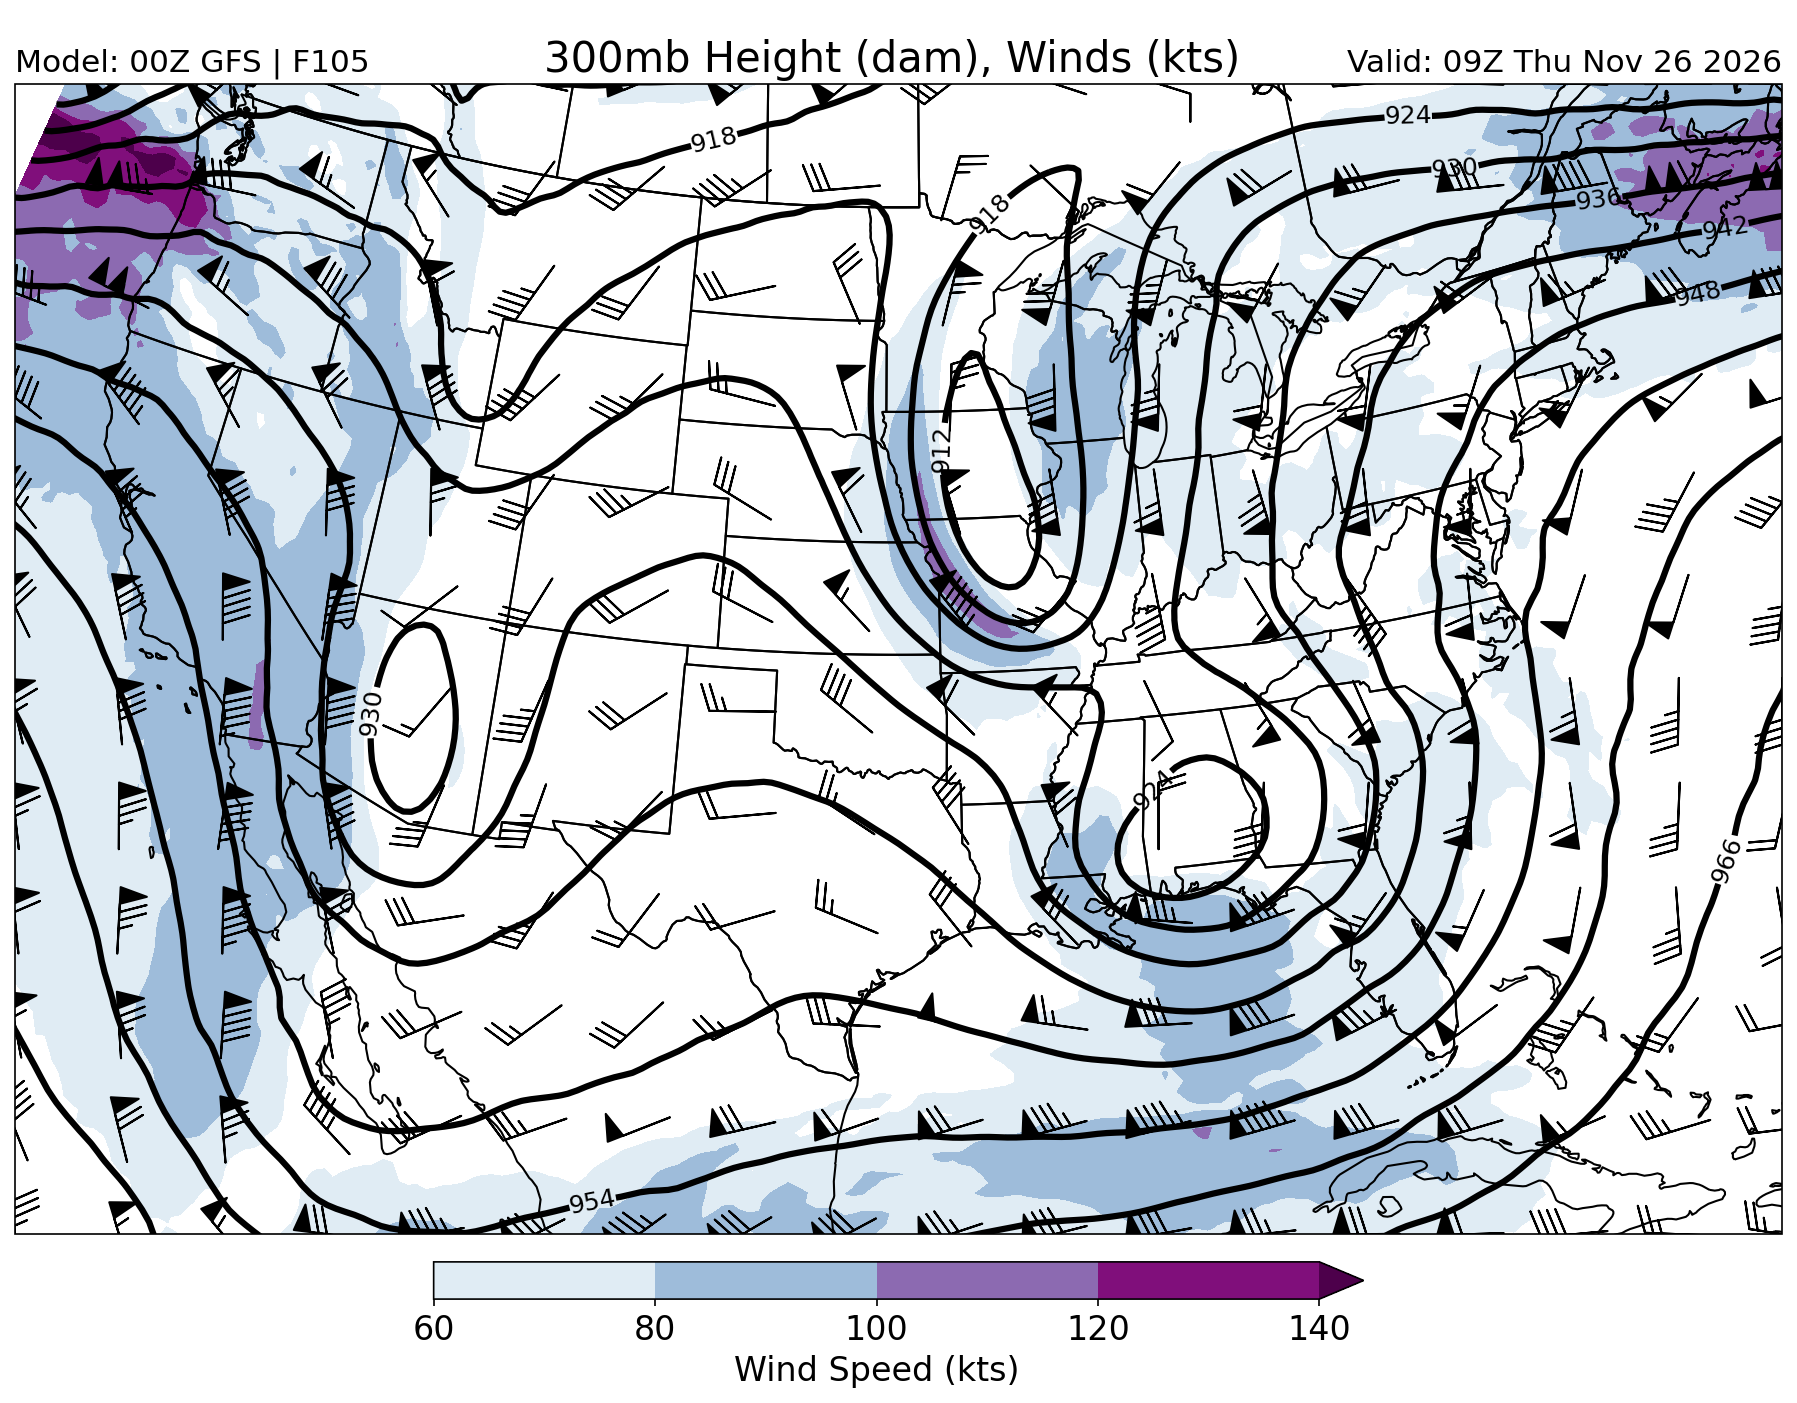 Model: 00Z GFS | F105
300mb Height (dam), Winds (kts)
Valid: 09Z Thu Nov 26 2026
924
918
930
918
936
942
948
912
930
924
966
954
60 80 100 120 140
Wind Speed (kts)